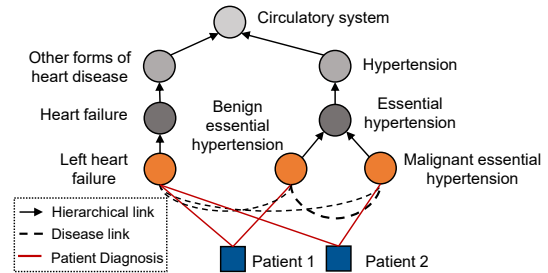 Circulatory system
Other forms of
heart disease
Hypertension
Heart failure
Benign
essential
hypertension
Essential
hypertension
Left heart
failure
Malignant essential
hypertension
Hierarchical link
Disease link
Patient Diagnosis
Patient 1
Patient 2